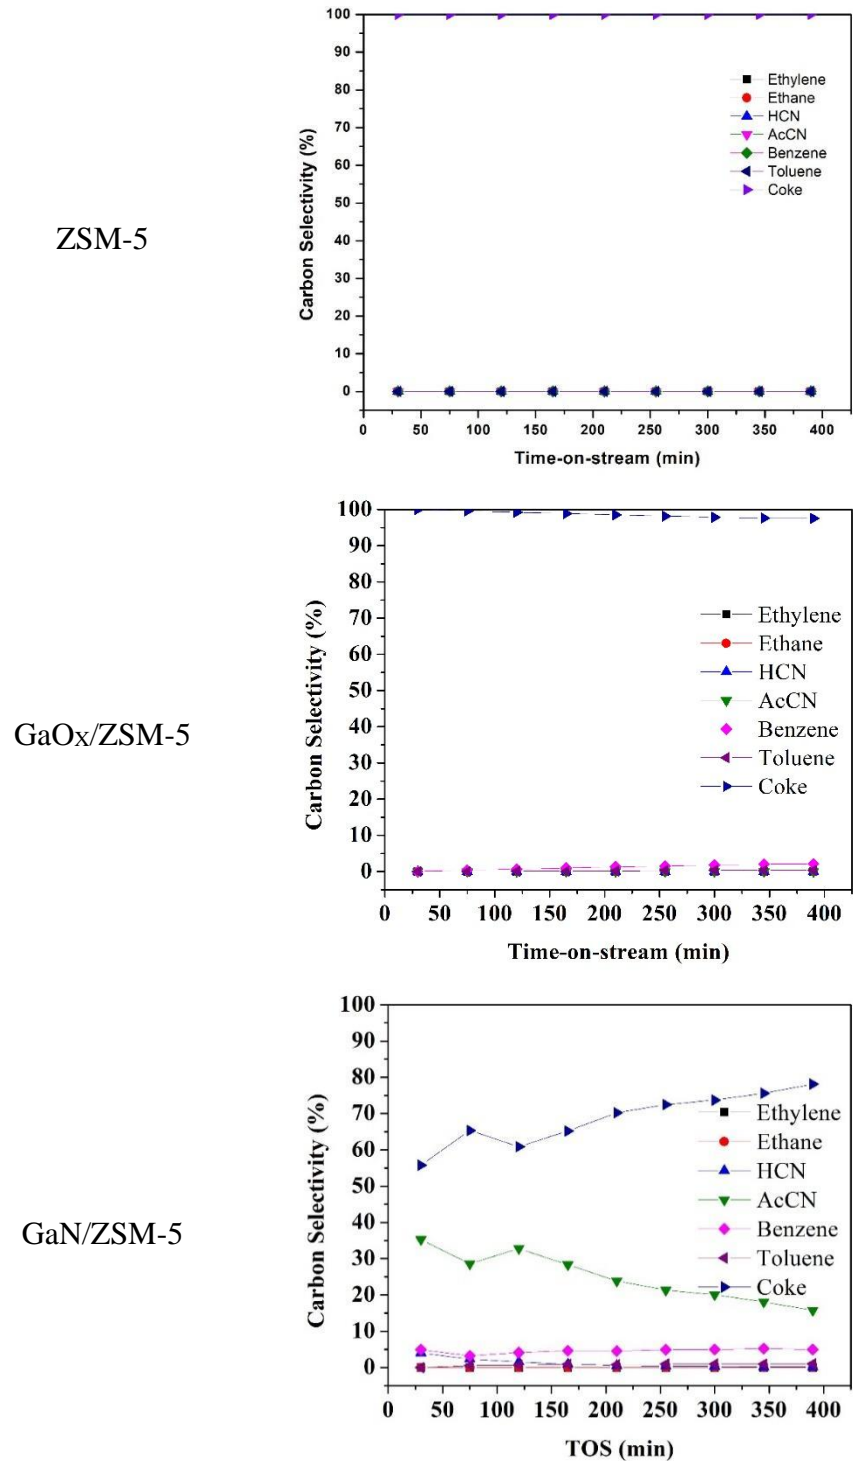 ZSM-5
100
90
80
70
60
50
40
30
20
10
0
Carbon Selectivity (%)
Ethylene
Ethane
HCN
AcCN
Benzene
Toluene
Coke
0 50 100 150 200 250 300 350 400
Time-on-stream (min)
GaOX/ZSM-5
100
90
80
70
60
50
40
30
20
10
0
Carbon Selectivity (%)
Ethylene
Ethane
HCN
AcCN
Benzene
Toluene
Coke
0 50 100 150 200 250 300 350 400
Time-on-stream (min)
GaN/ZSM-5
100
90
80
70
60
50
40
30
20
10
0
Carbon Selectivity (%)
Ethylene
Ethane
HCN
AcCN
Benzene
Toluene
Coke
0 50 100 150 200 250 300 350 400
TOS (min)